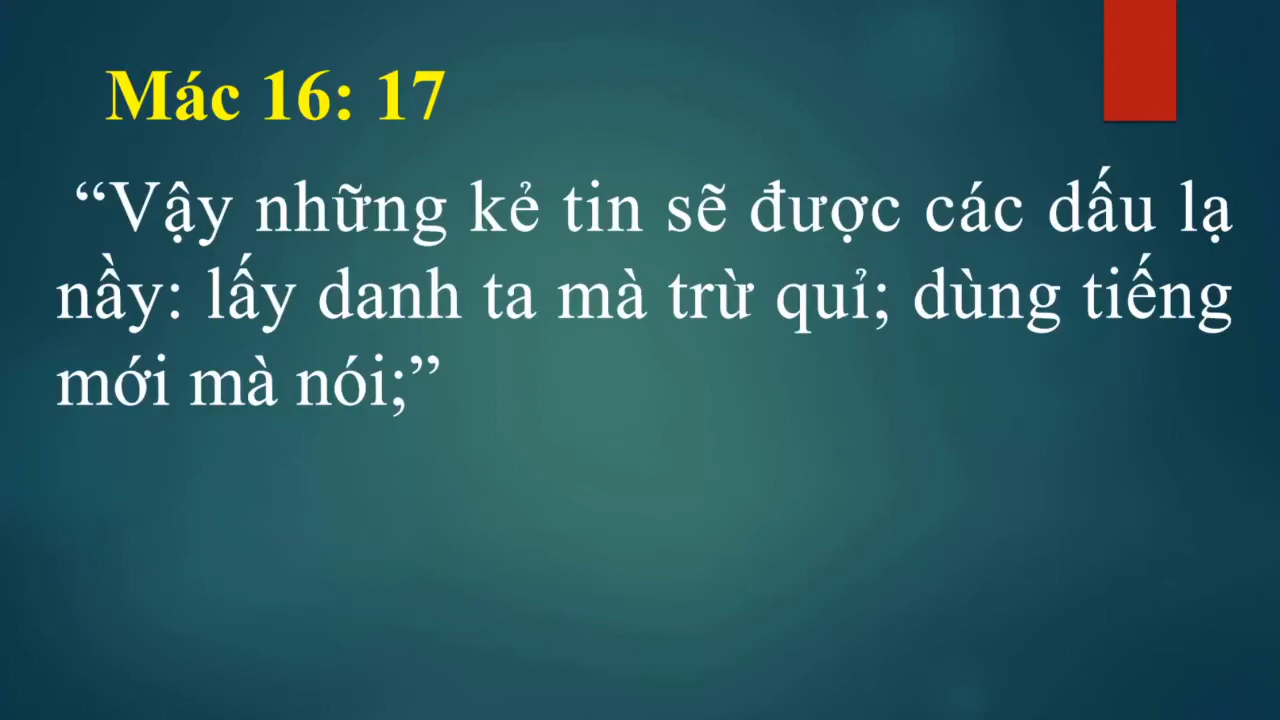 Mác 16: 17
“Vậy những kẻ tin sẽ được các dấu lạ
nầy: lấy danh ta mà trừ quỉ; dùng tiếng
mới mà nói;”